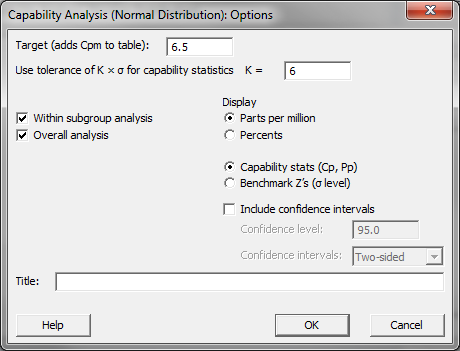 Capability Analysis (Normal Distribution): Options
Target (adds Cpm to table): 6.5
Use tolerance of K × σ for capability statistics K = 6
Display
Within subgroup analysis
Parts per million
Overall analysis
Percents
Capability stats (Cp, Pp)
Benchmark Z's (σ level)
Include confidence intervals
Confidence level: 95.0
Confidence intervals: Two-sided
Title:
Help OK Cancel